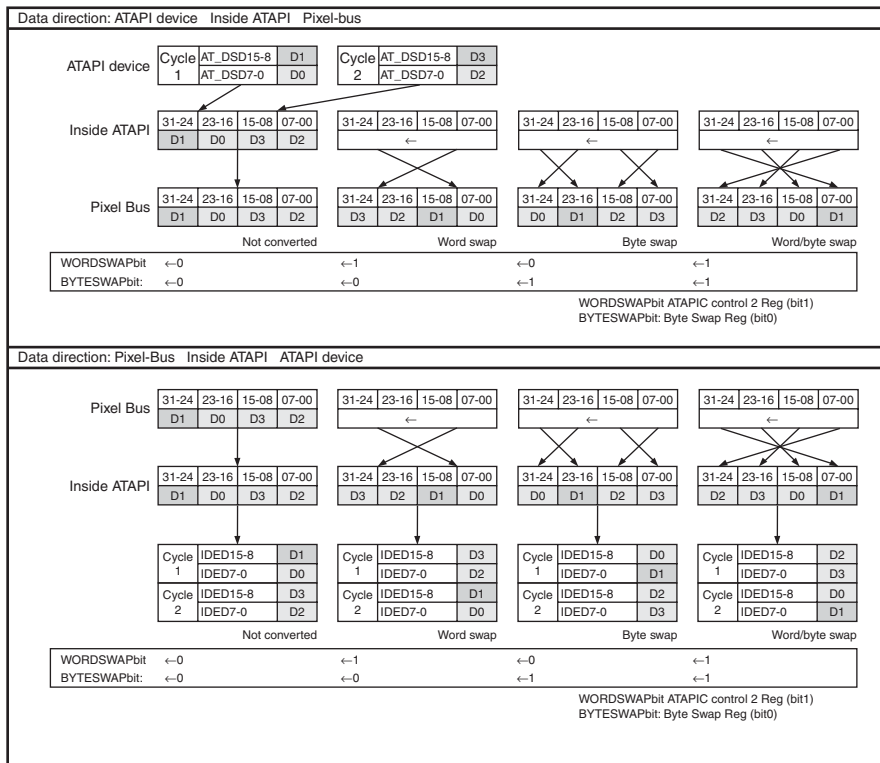 Data direction: ATAPI device Inside ATAPI Pixel-bus
ATAPI device
Cycle 1 AT_DSD15-8 D1
AT_DSD7-0 D0
Cycle 2 AT_DSD15-8 D3
AT_DSD7-0 D2
Inside ATAPI
31-24 23-16 15-08 07-00 31-24 23-16 15-08 07-00 31-24 23-16 15-08 07-00 31-24 23-16 15-08 07-00
D1 D0 D3 D2 ← ← ←
Pixel Bus
31-24 23-16 15-08 07-00 31-24 23-16 15-08 07-00 31-24 23-16 15-08 07-00 31-24 23-16 15-08 07-00
D1 D0 D3 D2 D3 D2 D1 D0 D0 D1 D2 D3 D2 D3 D0 D1
Not converted Word swap Byte swap Word/byte swap
WORDSWAPbit ←0 ←1 ←0 ←1
BYTESWAPbit: ←0 ←0 ←1 ←1
WORDSWAPbit ATAPIC control 2 Reg (bit1)
BYTESWAPbit: Byte Swap Reg (bit0)
Data direction: Pixel-Bus Inside ATAPI ATAPI device
Pixel Bus
31-24 23-16 15-08 07-00 31-24 23-16 15-08 07-00 31-24 23-16 15-08 07-00 31-24 23-16 15-08 07-00
D1 D0 D3 D2 ← ← ←
Inside ATAPI
31-24 23-16 15-08 07-00 31-24 23-16 15-08 07-00 31-24 23-16 15-08 07-00 31-24 23-16 15-08 07-00
D1 D0 D3 D2 D3 D2 D1 D0 D0 D1 D2 D3 D2 D3 D0 D1
Cycle 1 IDED15-8 D1 Cycle 1 IDED15-8 D3 Cycle 1 IDED15-8 D0 Cycle 1 IDED15-8 D2
IDED7-0 D0 IDED7-0 D2 IDED7-0 D1 IDED7-0 D3
Cycle 2 IDED15-8 D3 Cycle 2 IDED15-8 D1 Cycle 2 IDED15-8 D2 Cycle 2 IDED15-8 D0
IDED7-0 D2 IDED7-0 D0 IDED7-0 D3 IDED7-0 D1
Not converted Word swap Byte swap Word/byte swap
WORDSWAPbit ←0 ←1 ←0 ←1
BYTESWAPbit: ←0 ←0 ←1 ←1
WORDSWAPbit ATAPIC control 2 Reg (bit1)
BYTESWAPbit: Byte Swap Reg (bit0)